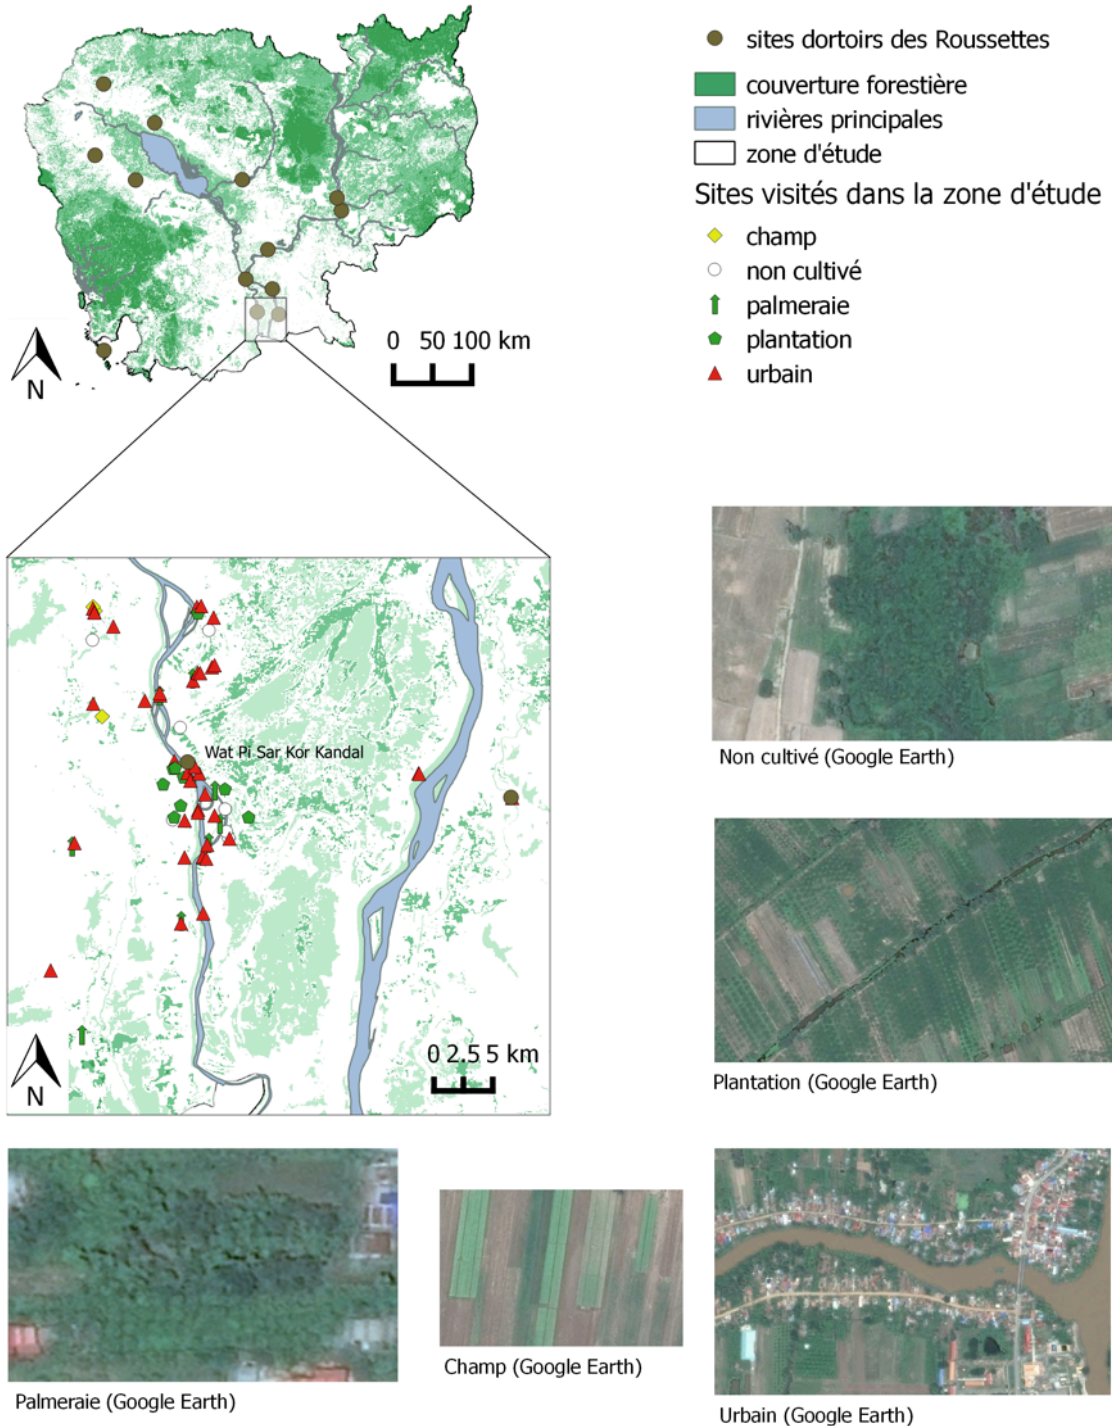 sites dortoirs des Roussettes
couverture forestière
rivières principales
zone d'étude
Sites visités dans la zone d'étude
champ
non cultivé
palmeraie
plantation
urbain
N
0 50 100 km
Wat Pi Sar Kor Kandal
N
0 2.5 5 km
Non cultivé (Google Earth)
Plantation (Google Earth)
Palmeraie (Google Earth)
Champ (Google Earth)
Urbain (Google Earth)